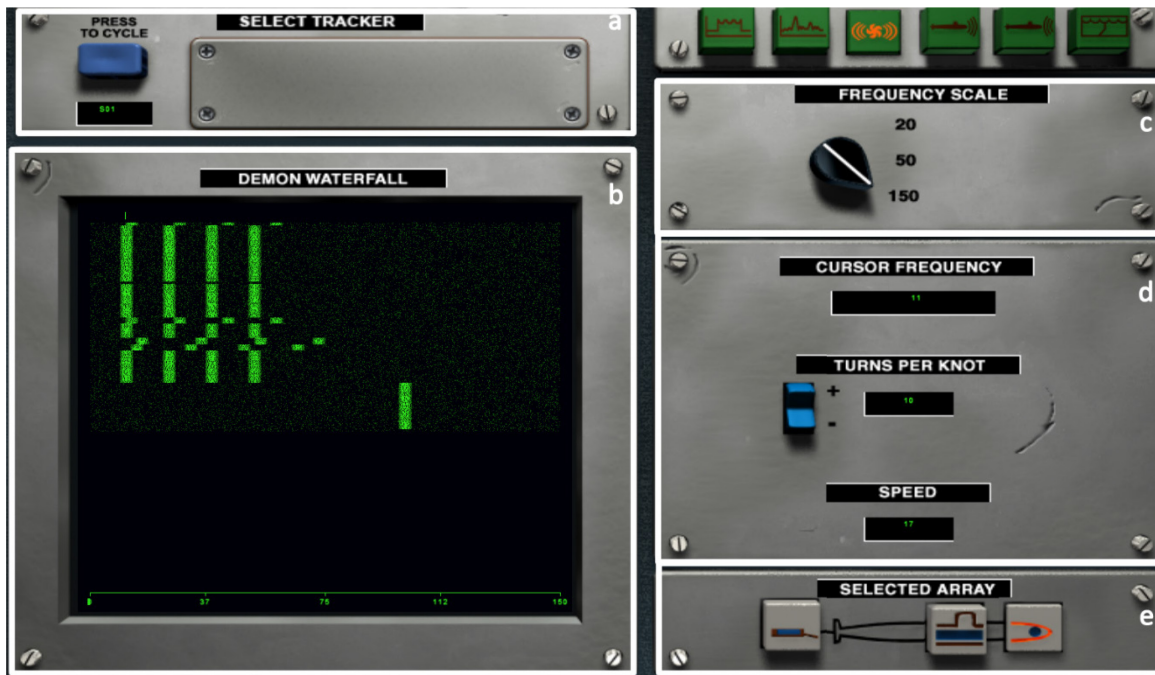 SELECT TRACKER
a
PRESS
TO CYCLE
S01
DEMON WATERFALL
b
0 37 75 112 150
FREQUENCY SCALE
c
20
50
150
CURSOR FREQUENCY
d
11
TURNS PER KNOT
+
10
-
SPEED
17
SELECTED ARRAY
e